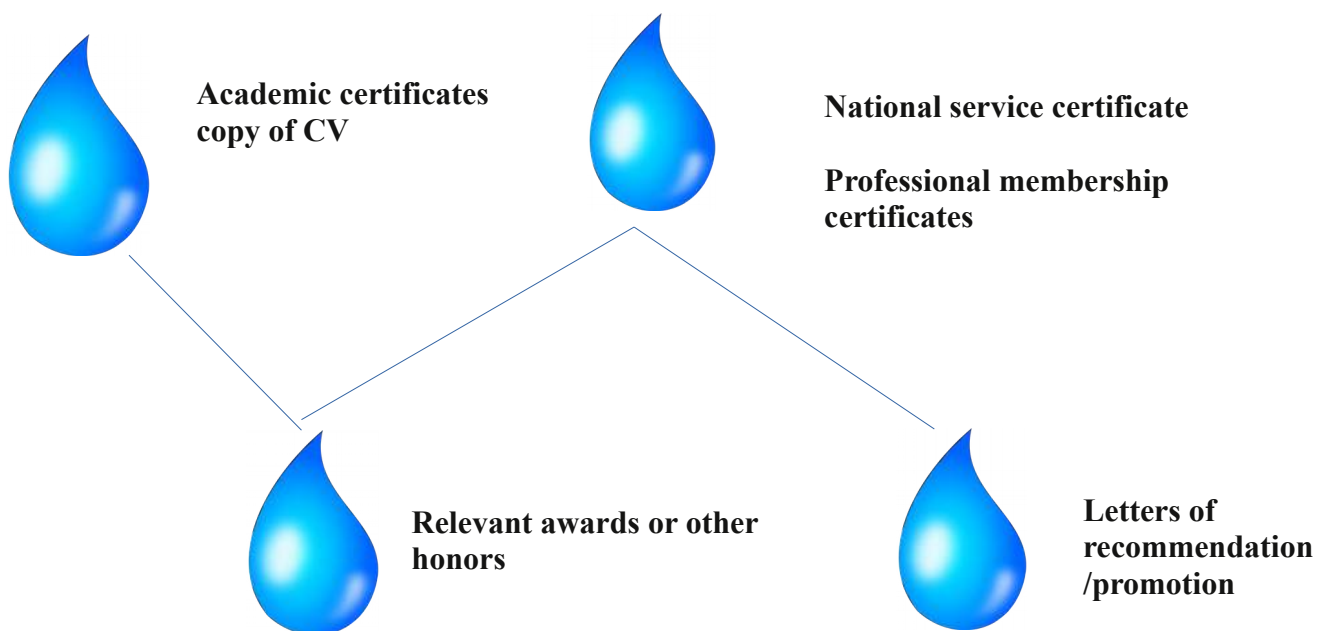 Academic certificates
copy of CV
National service certificate
Professional membership
certificates
Relevant awards or other
honors
Letters of
recommendation
/promotion